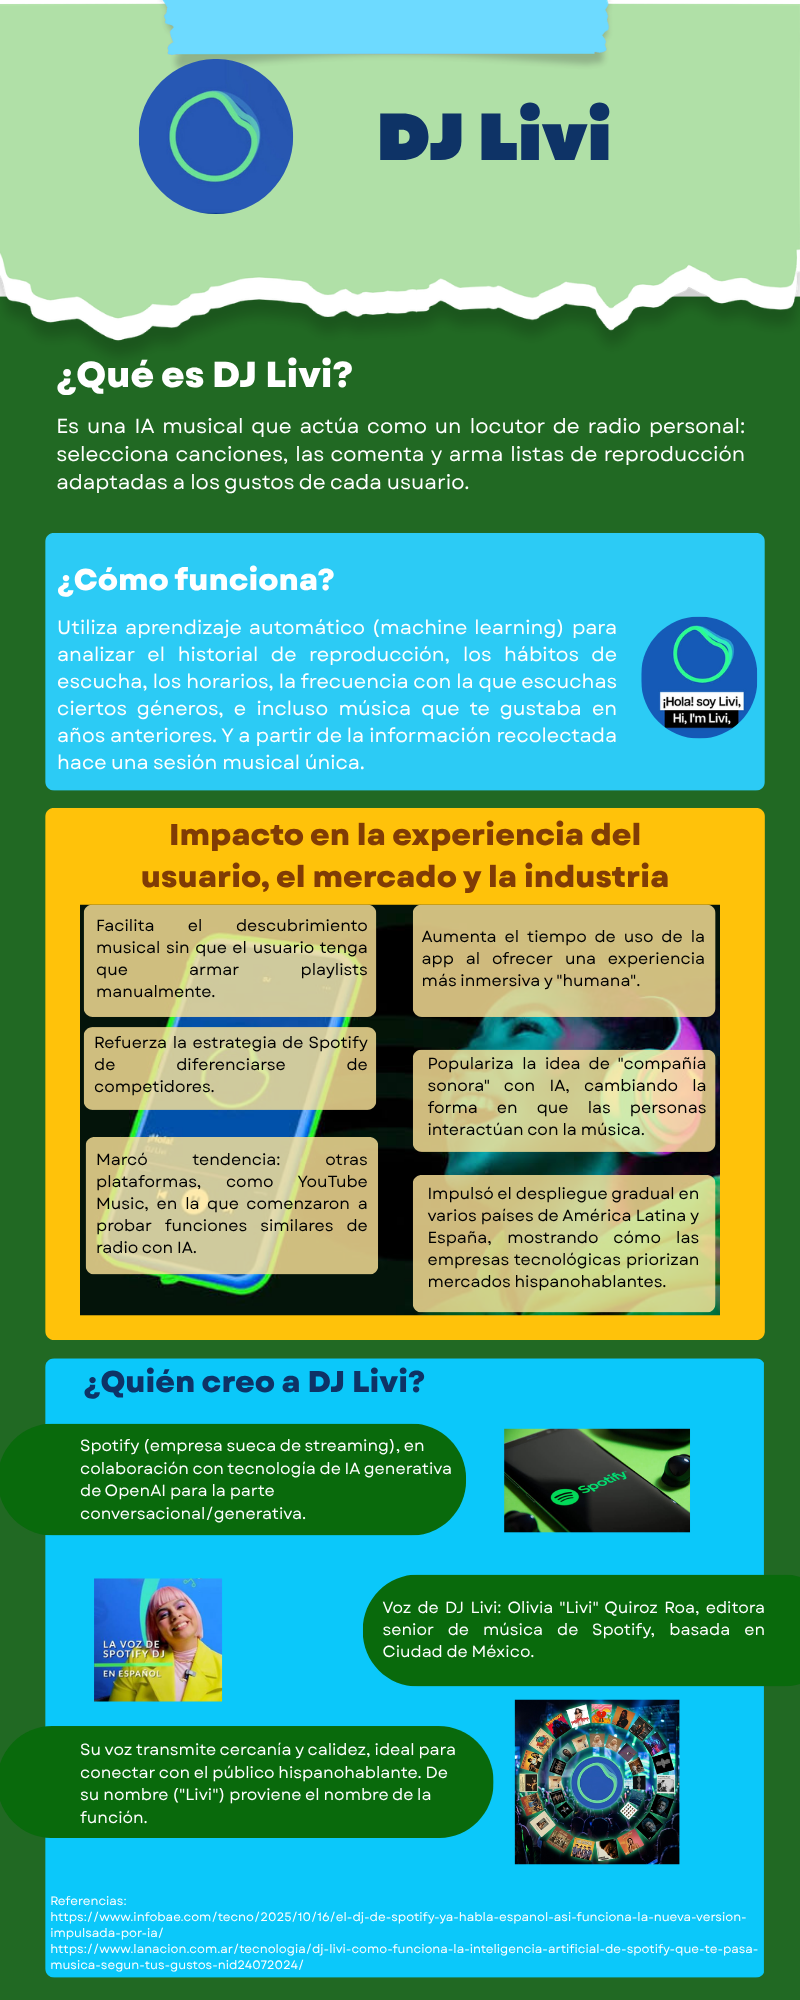 DJ Livi
¿Qué es DJ Livi?
Es una IA musical que actúa como un locutor de radio personal:
selecciona canciones, las comenta y arma listas de reproducción
adaptadas a los gustos de cada usuario.
¿Cómo funciona?
Utiliza aprendizaje automático (machine learning) para
analizar el historial de reproducción, los hábitos de
escucha, los horarios, la frecuencia con la que escuchas
ciertos géneros, e incluso música que te gustaba en
años anteriores. Y a partir de la información recolectada
hace una sesión musical única.
¡Hola! soy Livi,
Hi, I'm Livi,
Impacto en la experiencia del
usuario, el mercado y la industria
Facilita el descubrimiento
musical sin que el usuario tenga
que armar playlists
manualmente.
Aumenta el tiempo de uso de la
app al ofrecer una experiencia
más inmersiva y "humana".
Refuerza la estrategia de Spotify
de diferenciarse de
competidores.
Populariza la idea de "compañía
sonora" con IA, cambiando la
forma en que las personas
interactúan con la música.
Marcó tendencia: otras
plataformas, como YouTube
Music, en la que comenzaron a
probar funciones similares de
radio con IA.
Impulsó el despliegue gradual en
varios países de América Latina y
España, mostrando cómo las
empresas tecnológicas priorizan
mercados hispanohablantes.
¿Quién creo a DJ Livi?
Spotify (empresa sueca de streaming), en
colaboración con tecnología de IA generativa
de OpenAI para la parte
conversacional/generativa.
Spotify
LA VOZ DE
SPOTIFY DJ
EN ESPAÑOL
Voz de DJ Livi: Olivia "Livi" Quiroz Roa, editora
senior de música de Spotify, basada en
Ciudad de México.
Su voz transmite cercanía y calidez, ideal para
conectar con el público hispanohablante. De
su nombre ("Livi") proviene el nombre de la
función.
Referencias:
https://www.infobae.com/tecno/2025/10/16/el-dj-de-spotify-ya-habla-espanol-asi-funciona-la-nueva-version-
impulsada-por-ia/
https://www.lanacion.com.ar/tecnologia/dj-livi-como-funciona-la-inteligencia-artificial-de-spotify-que-te-pasa-
musica-segun-tus-gustos-nid24072024/